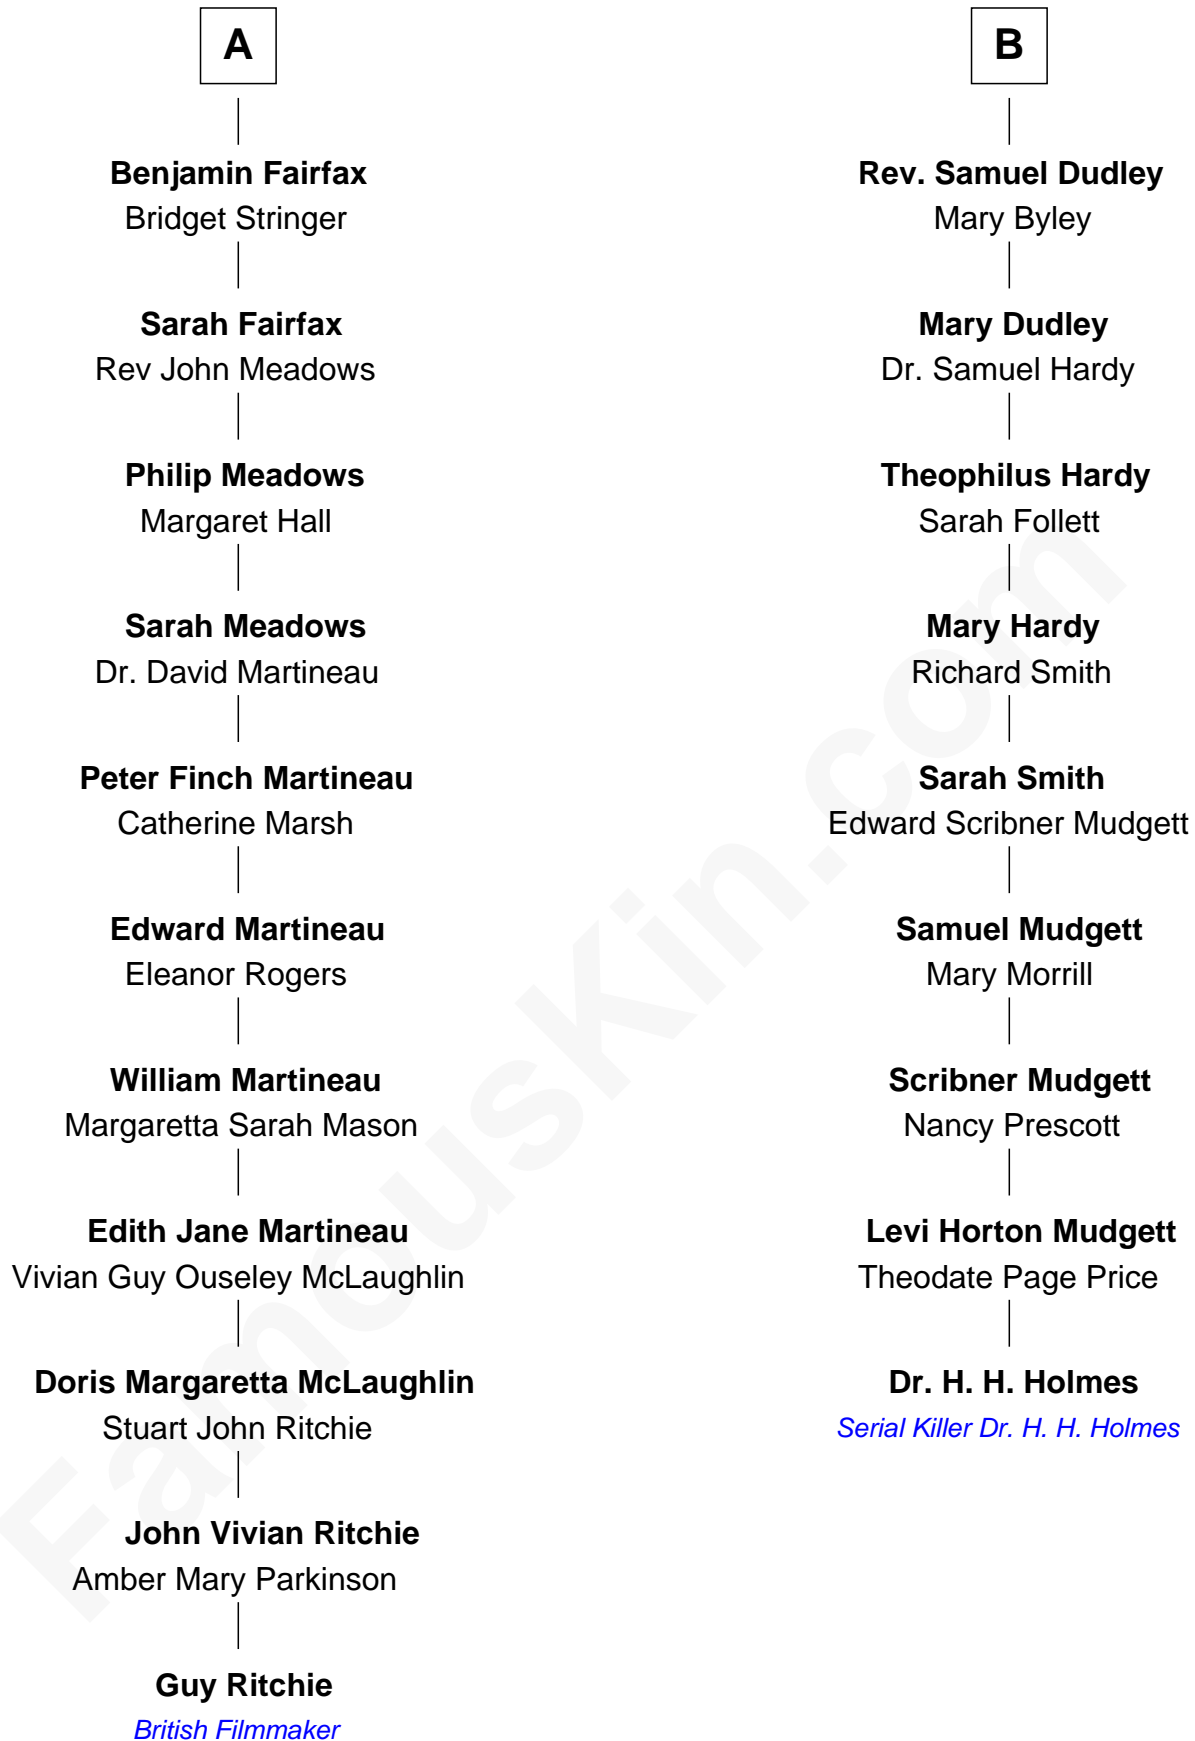 A
Benjamin Fairfax
Bridget Stringer
Sarah Fairfax
Rev John Meadows
Philip Meadows
Margaret Hall
Sarah Meadows
Dr. David Martineau
Peter Finch Martineau
Catherine Marsh
Edward Martineau
Eleanor Rogers
William Martineau
Margaretta Sarah Mason
Edith Jane Martineau
Vivian Guy Ouseley McLaughlin
Doris Margaretta McLaughlin
Stuart John Ritchie
John Vivian Ritchie
Amber Mary Parkinson
Guy Ritchie
British Filmmaker
B
Rev. Samuel Dudley
Mary Byley
Mary Dudley
Dr. Samuel Hardy
Theophilus Hardy
Sarah Follett
Mary Hardy
Richard Smith
Sarah Smith
Edward Scribner Mudgett
Samuel Mudgett
Mary Morrill
Scribner Mudgett
Nancy Prescott
Levi Horton Mudgett
Theodate Page Price
Dr. H. H. Holmes
Serial Killer Dr. H. H. Holmes
FamousKin.com